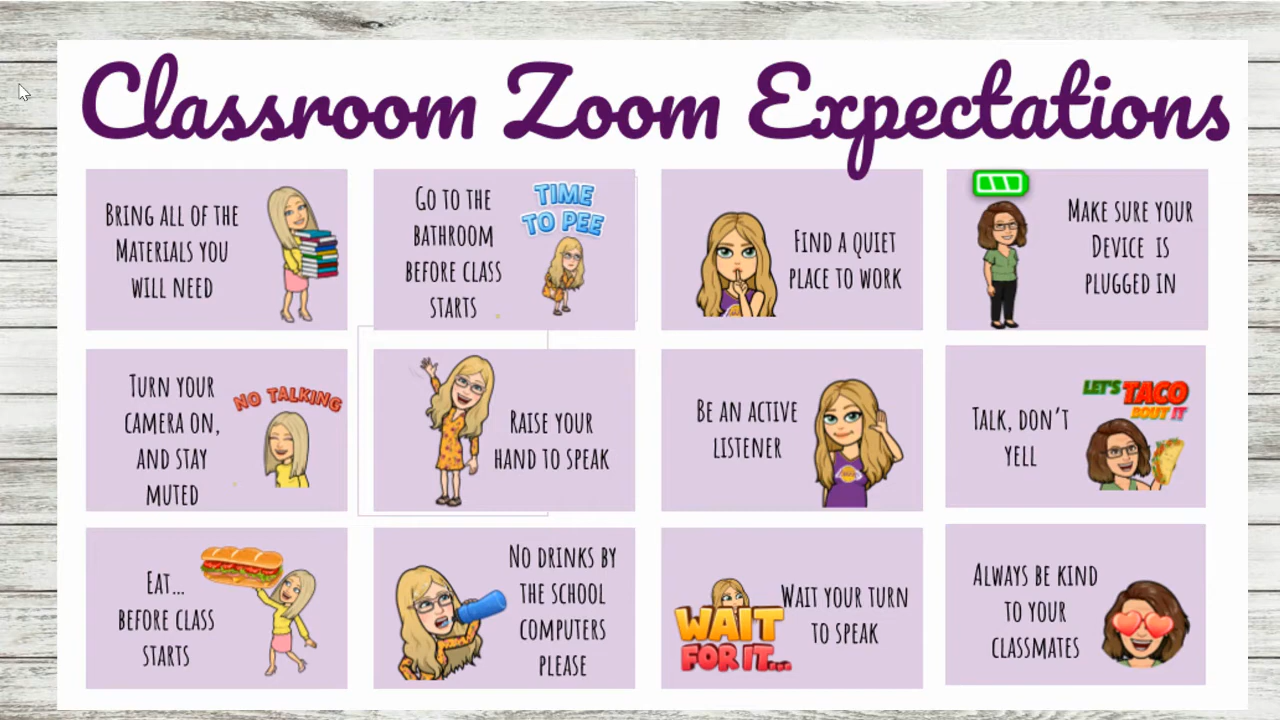 Classroom Zoom Expectations
BRING ALL OF THE
MATERIALS YOU
WILL NEED
GO TO THE
BATHROOM
BEFORE CLASS
STARTS
TIME
TO PEE
FIND A QUIET
PLACE TO WORK
MAKE SURE YOUR
DEVICE IS
PLUGGED IN
TURN YOUR
CAMERA ON,
AND STAY
MUTED
NO TALKING
RAISE YOUR
HAND TO SPEAK
BE AN ACTIVE
LISTENER
TALK, DON'T
YELL
LET'S TACO
BOUT IT
EAT...
BEFORE CLASS
STARTS
NO DRINKS BY
THE SCHOOL
COMPUTERS
PLEASE
WAIT
FOR IT...
WAIT YOUR TURN
TO SPEAK
ALWAYS BE KIND
TO YOUR
CLASSMATES